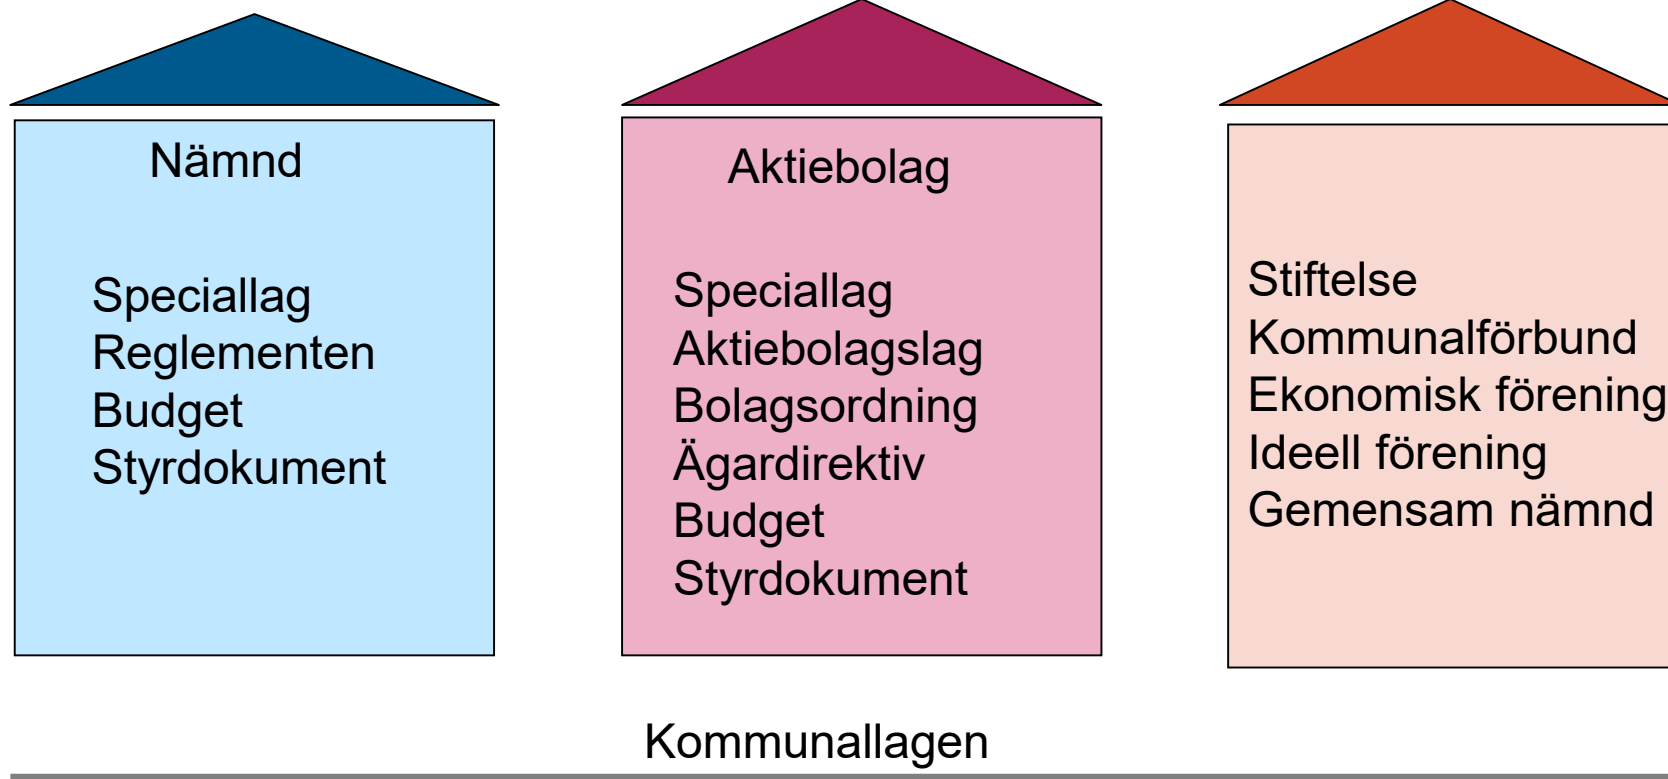 Nämnd
Speciallag
Reglementen
Budget
Styrdokument
Aktiebolag
Speciallag
Aktiebolagslag
Bolagsordning
Ägardirektiv
Budget
Styrdokument
Stiftelse
Kommunalförbund
Ekonomisk förening
Ideell förening
Gemensam nämnd
Kommunallagen